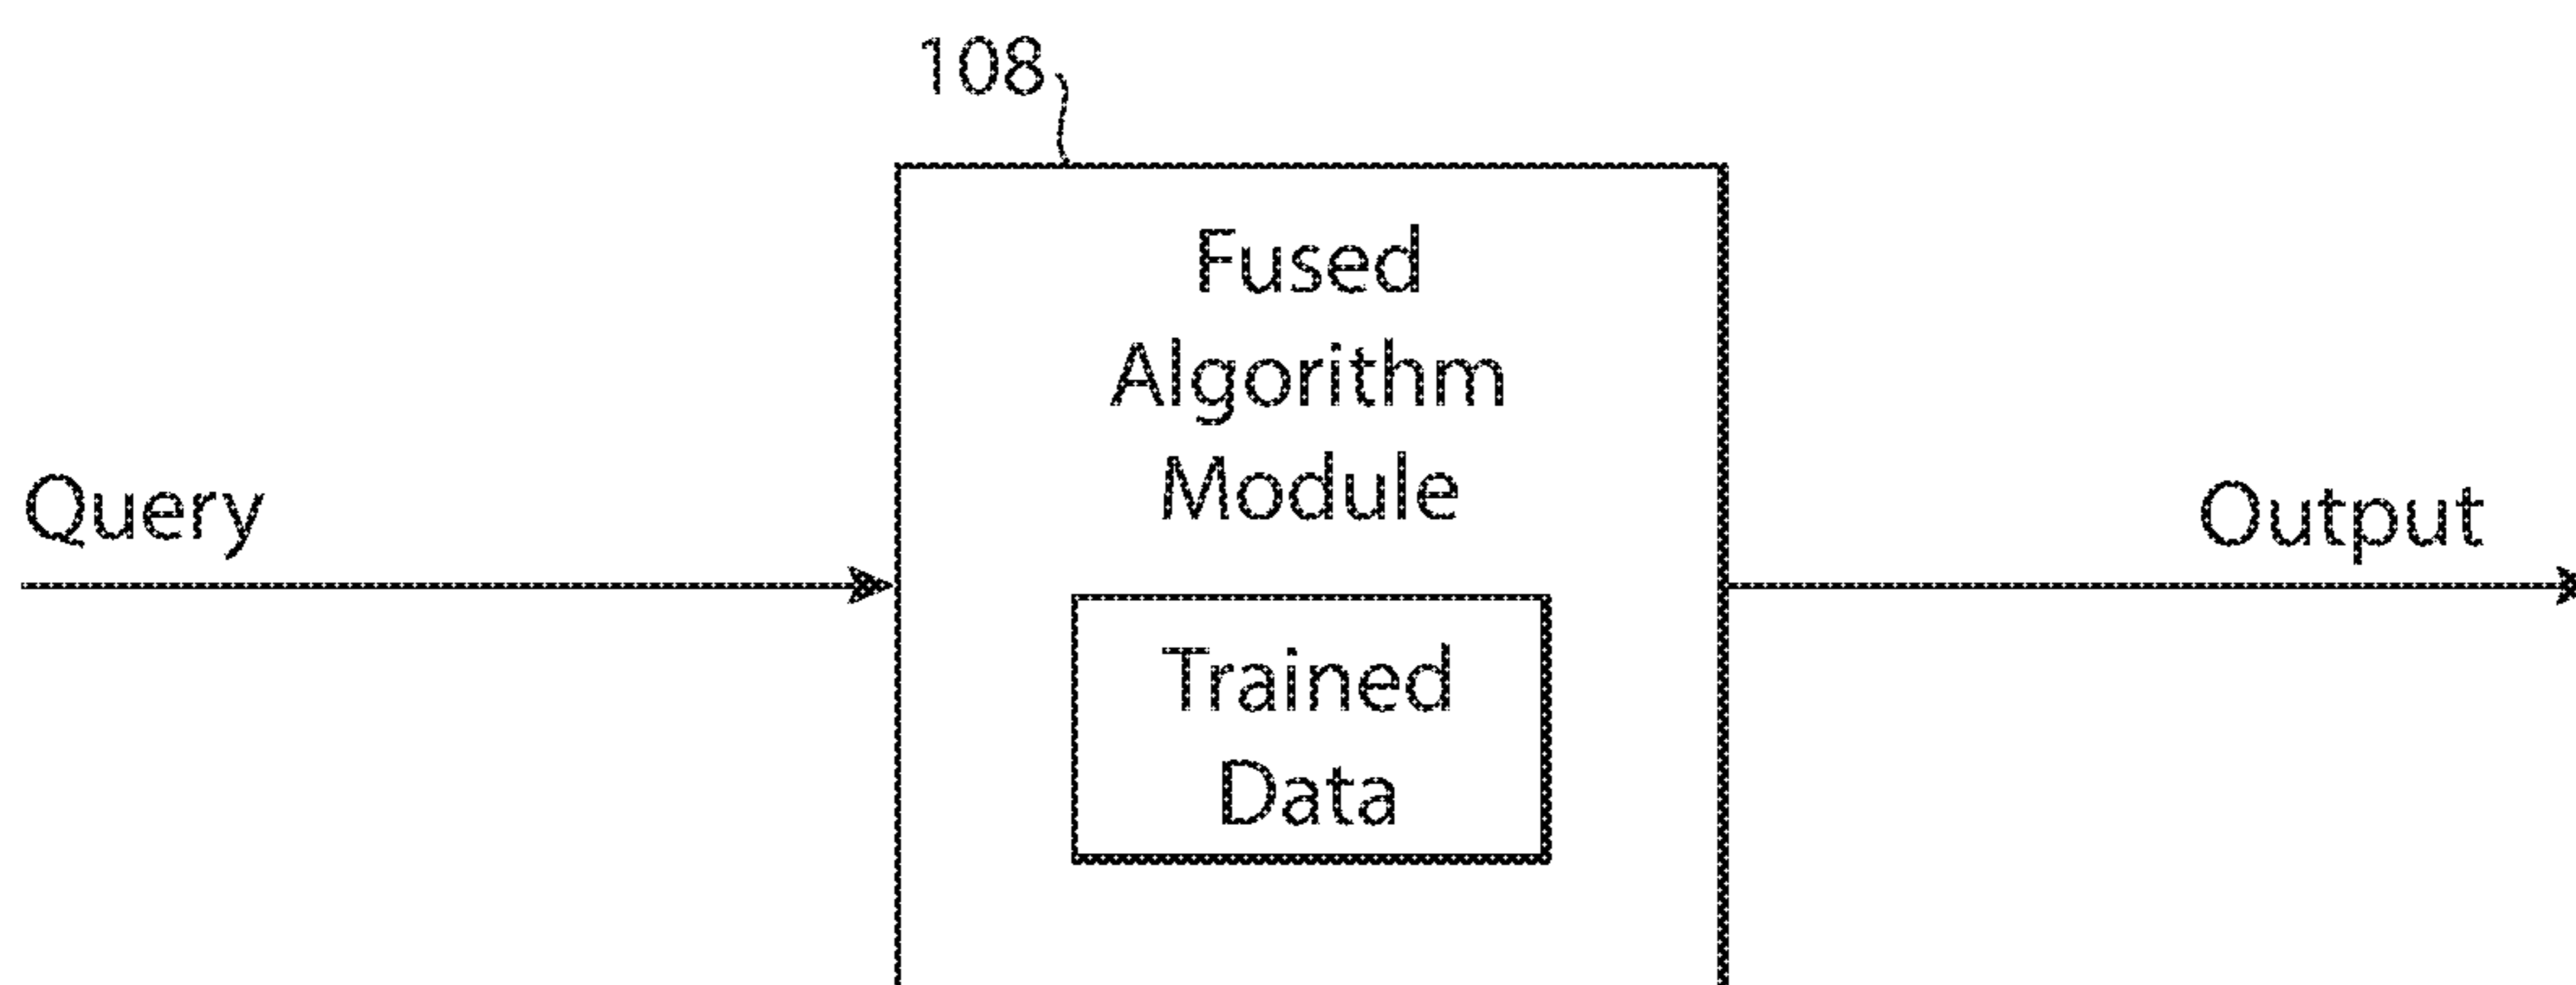 108
Fused
Algorithm
Module
Query
Output
Trained
Data